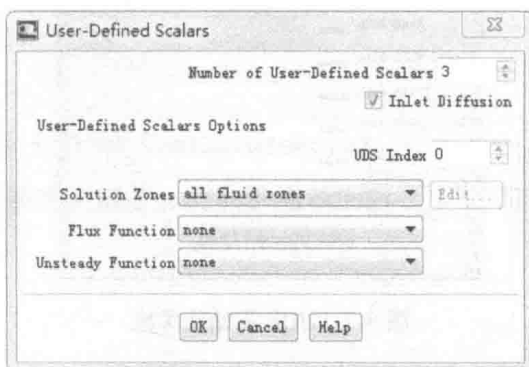 User-Defined Scalars
Number of User-Defined Scalars 3
Inlet Diffusion
User-Defined Scalars Options
UDS Index 0
Solution Zones all fluid zones Edit...
Flux Function none
Unsteady Function none
OK Cancel Help